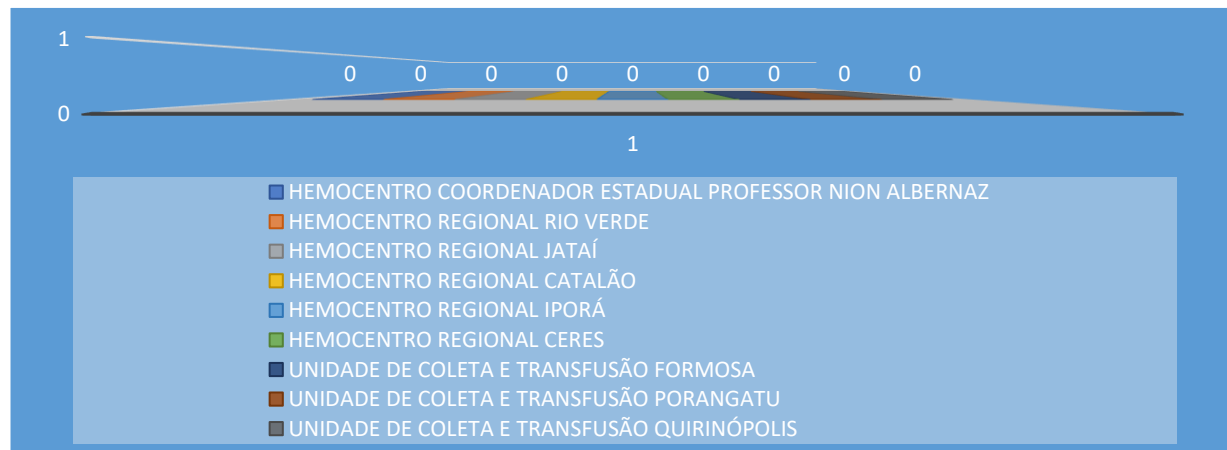 1
0 0 0 0 0 0 0 0 0
0
1
HEMOCENTRO COORDENADOR ESTADUAL PROFESSOR NION ALBERNAZ
HEMOCENTRO REGIONAL RIO VERDE
HEMOCENTRO REGIONAL JATAÍ
HEMOCENTRO REGIONAL CATALÃO
HEMOCENTRO REGIONAL IPORÁ
HEMOCENTRO REGIONAL CERES
UNIDADE DE COLETA E TRANSFUSÃO FORMOSA
UNIDADE DE COLETA E TRANSFUSÃO PORANGATU
UNIDADE DE COLETA E TRANSFUSÃO QUIRINÓPOLIS